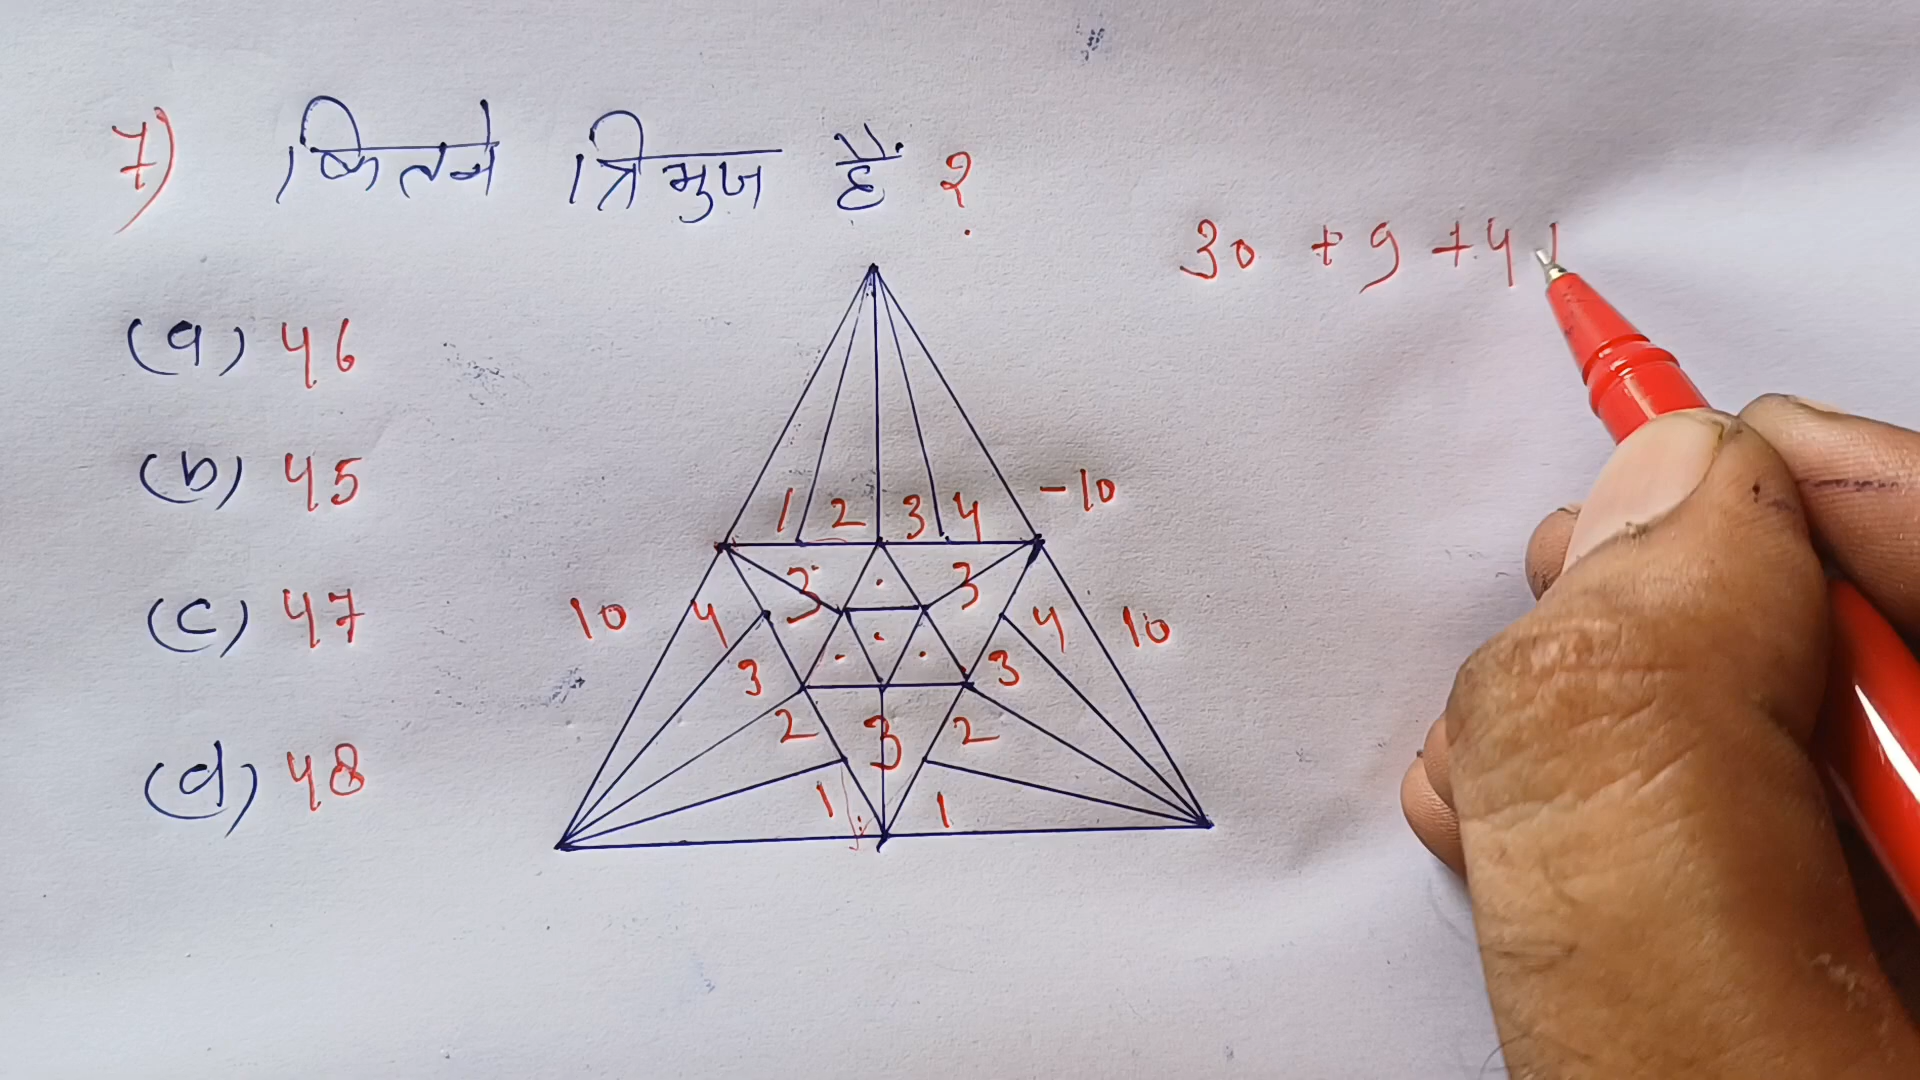 7) कितने त्रिभुज हैं ?
30 + 9 + 4 1
(a) 46
(b) 45
(c) 47
(d) 48
1 2 3 4 - 10
3 3
10 4 4 10
3 3
2 3 2
1 1